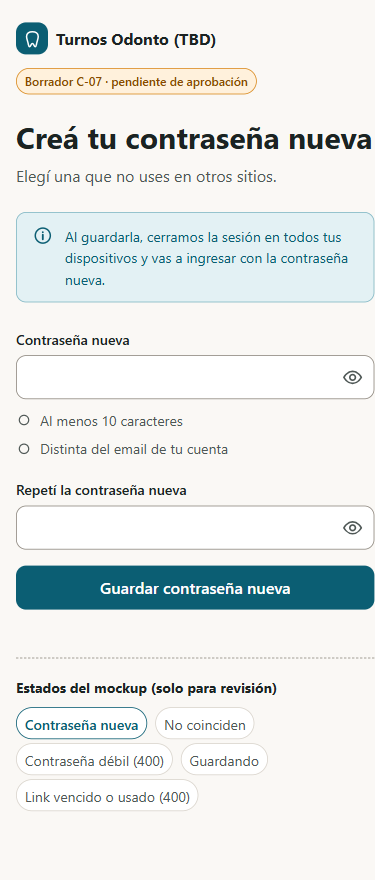 Turnos Odonto (TBD)
Borrador C-07 · pendiente de aprobación
Creá tu contraseña nueva
Elegí una que no uses en otros sitios.
Al guardarla, cerramos la sesión en todos tus
dispositivos y vas a ingresar con la contraseña
nueva.
Contraseña nueva
Al menos 10 caracteres
Distinta del email de tu cuenta
Repetí la contraseña nueva
Guardar contraseña nueva
Estados del mockup (solo para revisión)
Contraseña nueva
No coinciden
Contraseña débil (400)
Guardando
Link vencido o usado (400)